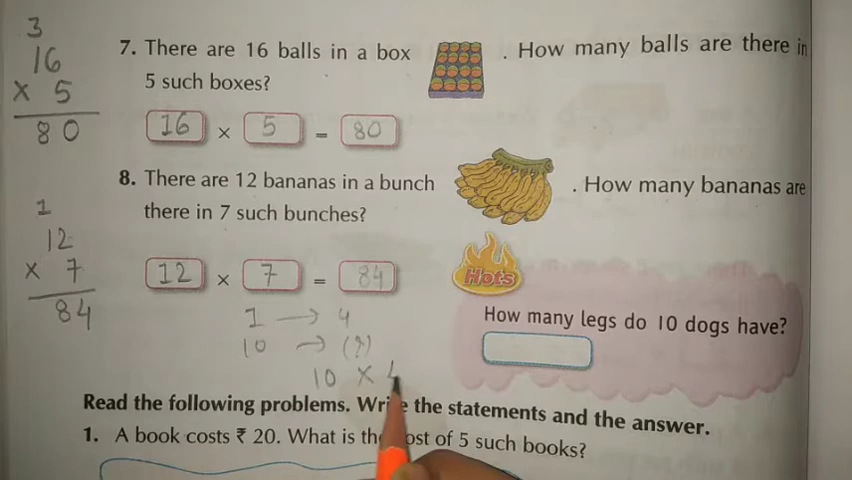 3
16
× 5
80
7. There are 16 balls in a box . How many balls are there in
5 such boxes?
16 × 5 = 80
8. There are 12 bananas in a bunch . How many bananas are
there in 7 such bunches?
1
12
× 7
84
12 × 7 = 84
Hots
1 → 4
10 → (?)
10 × 4
How many legs do 10 dogs have?
Read the following problems. Write the statements and the answer.
1. A book costs ₹ 20. What is the cost of 5 such books?